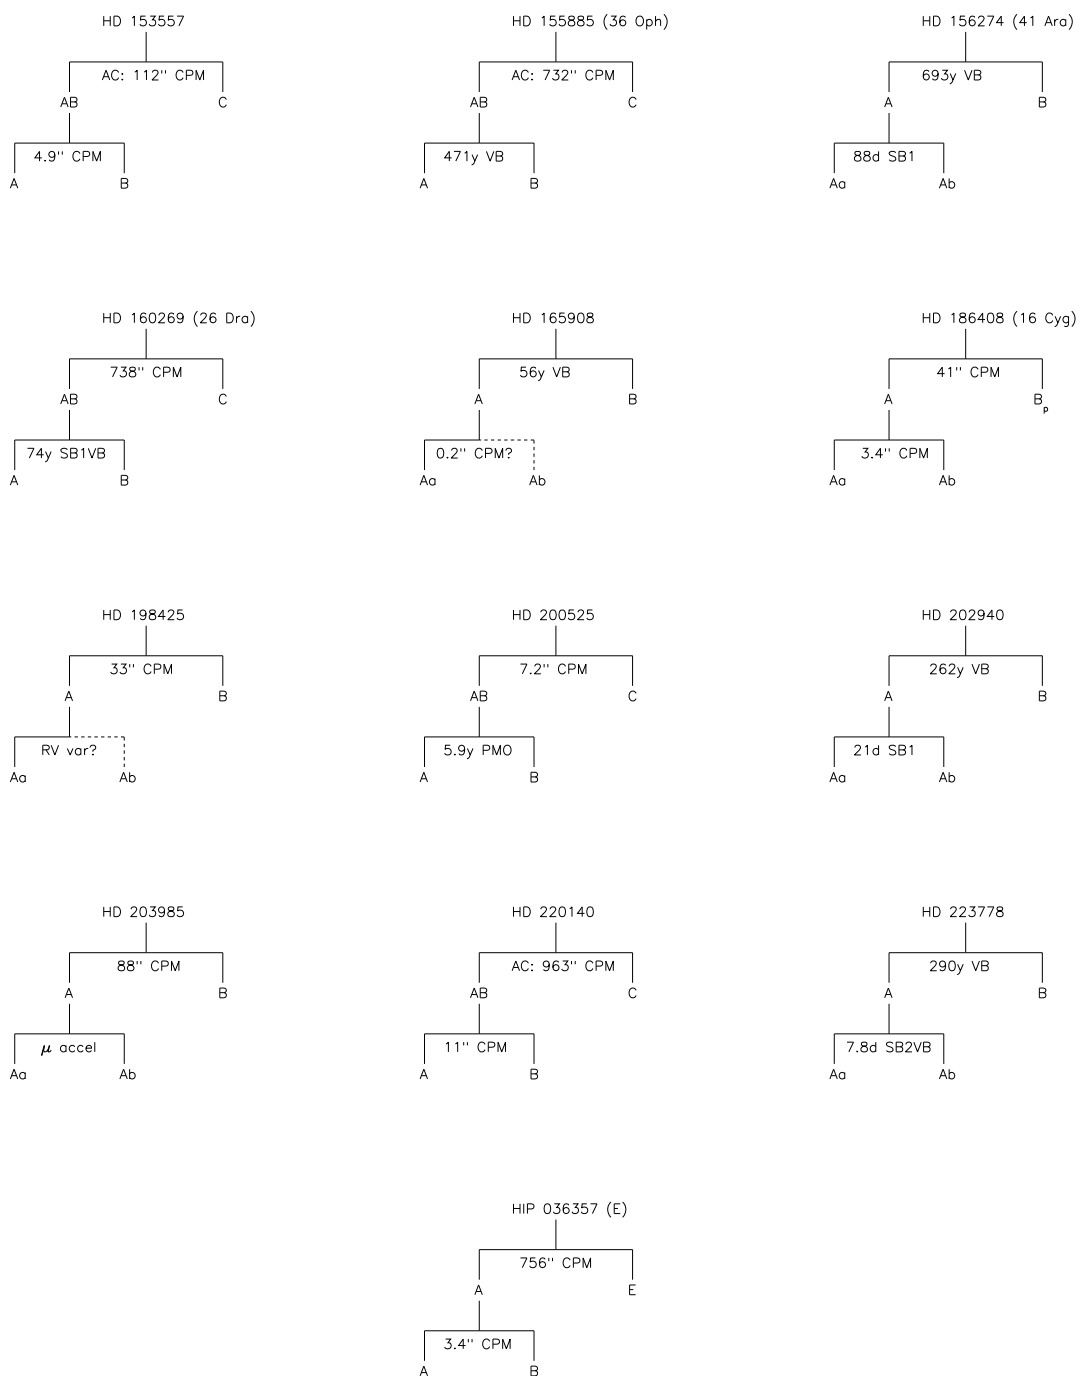 HD 153557
AC: 112'' CPM
AB C
4.9'' CPM
A B
HD 155885 (36 Oph)
AC: 732'' CPM
AB C
471y VB
A B
HD 156274 (41 Ara)
693y VB
A B
88d SB1
Aa Ab
HD 160269 (26 Dra)
738'' CPM
AB C
74y SB1VB
A B
HD 165908
56y VB
A B
0.2'' CPM?
Aa Ab
HD 186408 (16 Cyg)
41'' CPM
A Bp
3.4'' CPM
Aa Ab
HD 198425
33'' CPM
A B
RV var?
Aa Ab
HD 200525
7.2'' CPM
AB C
5.9y PMO
A B
HD 202940
262y VB
A B
21d SB1
Aa Ab
HD 203985
88'' CPM
A B
μ accel
Aa Ab
HD 220140
AC: 963'' CPM
AB C
11'' CPM
A B
HD 223778
290y VB
A B
7.8d SB2VB
Aa Ab
HIP 036357 (E)
756'' CPM
A E
3.4'' CPM
A B